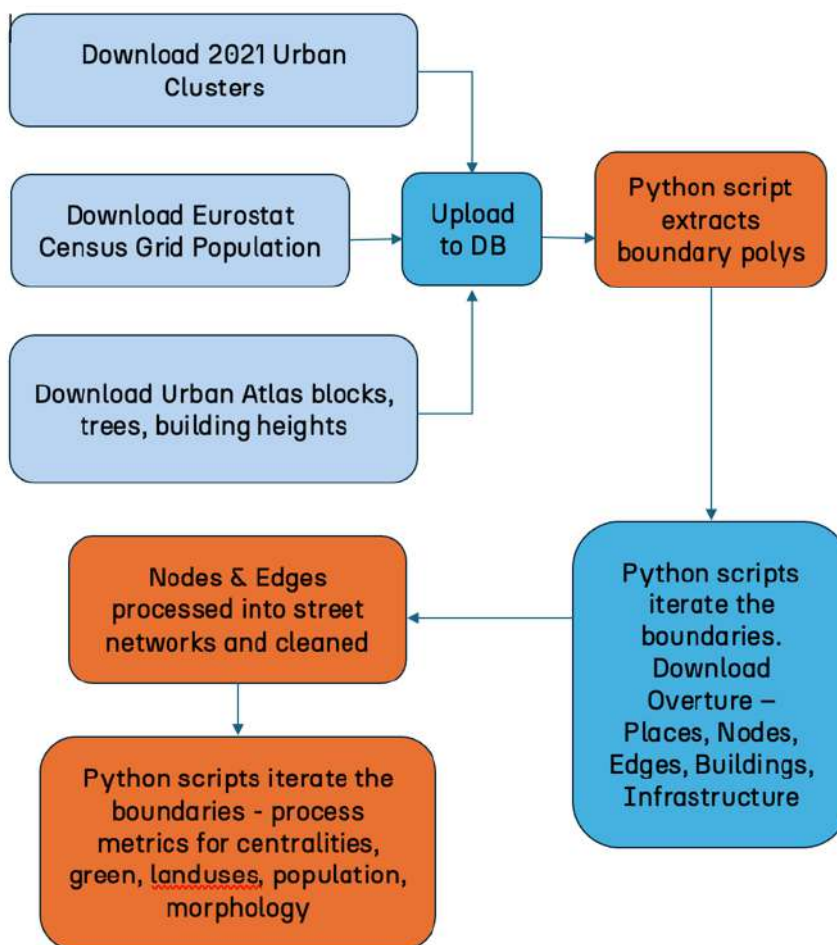 Download 2021 Urban
Clusters
Download Eurostat
Census Grid Population
Upload
to DB
Python script
extracts
boundary polys
Download Urban Atlas blocks,
trees, building heights
Python scripts
iterate the
boundaries.
Download
Overture –
Places, Nodes,
Edges, Buildings,
Infrastructure
Nodes & Edges
processed into street
networks and cleaned
Python scripts iterate the
boundaries - process
metrics for centralities,
green, landuses, population,
morphology